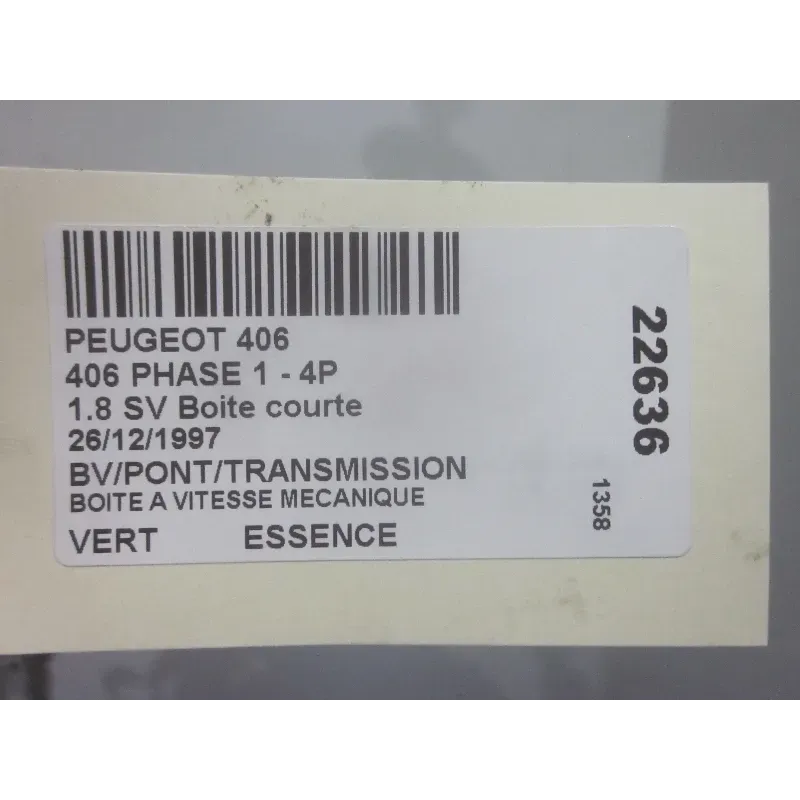 PEUGEOT 406
406 PHASE 1 - 4P
1.8 SV Boite courte
26/12/1997
BV/PONT/TRANSMISSION
BOITE A VITESSE MECANIQUE
VERT ESSENCE
22636
1358